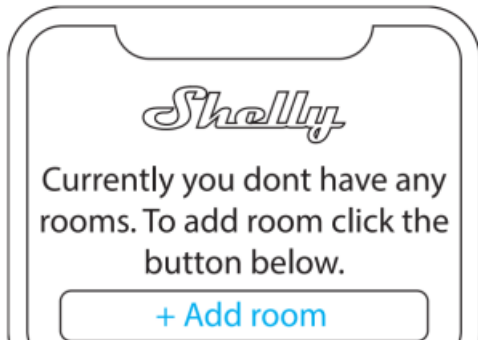 Shelly
Currently you dont have any
rooms. To add room click the
button below.
+ Add room